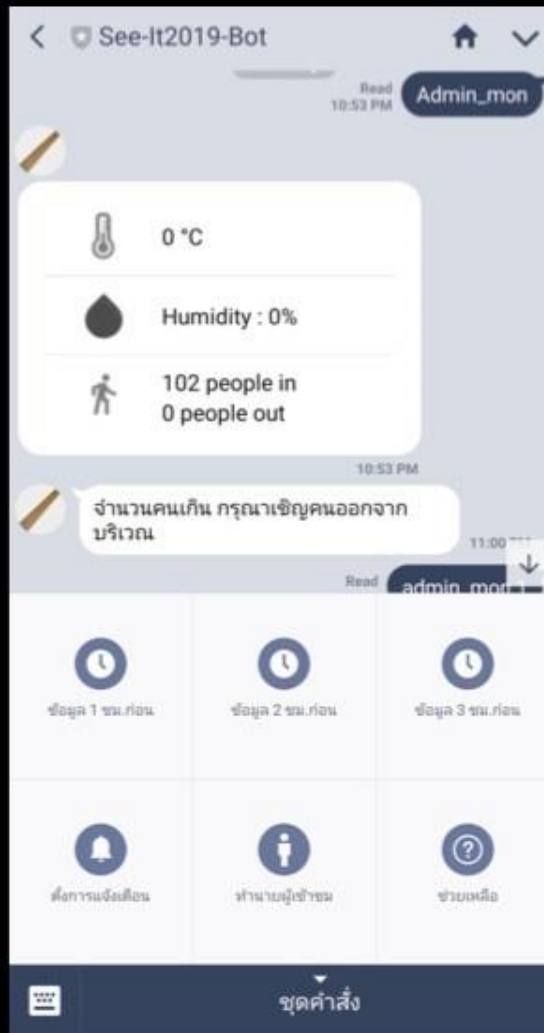 See-It2019-Bot
Read
10:53 PM
Admin_mon
0 °C
Humidity : 0%
102 people in
0 people out
10:53 PM
จำนวนคนเกิน กรุณาเชิญคนออกจาก
บริเวณ
11:00
Read
admin_mon
ข้อมูล 1 ชม.ก่อน
ข้อมูล 2 ชม.ก่อน
ข้อมูล 3 ชม.ก่อน
ตั้งการแจ้งเตือน
ทำนายผู้เข้าชม
ช่วยเหลือ
ชุดคำสั่ง